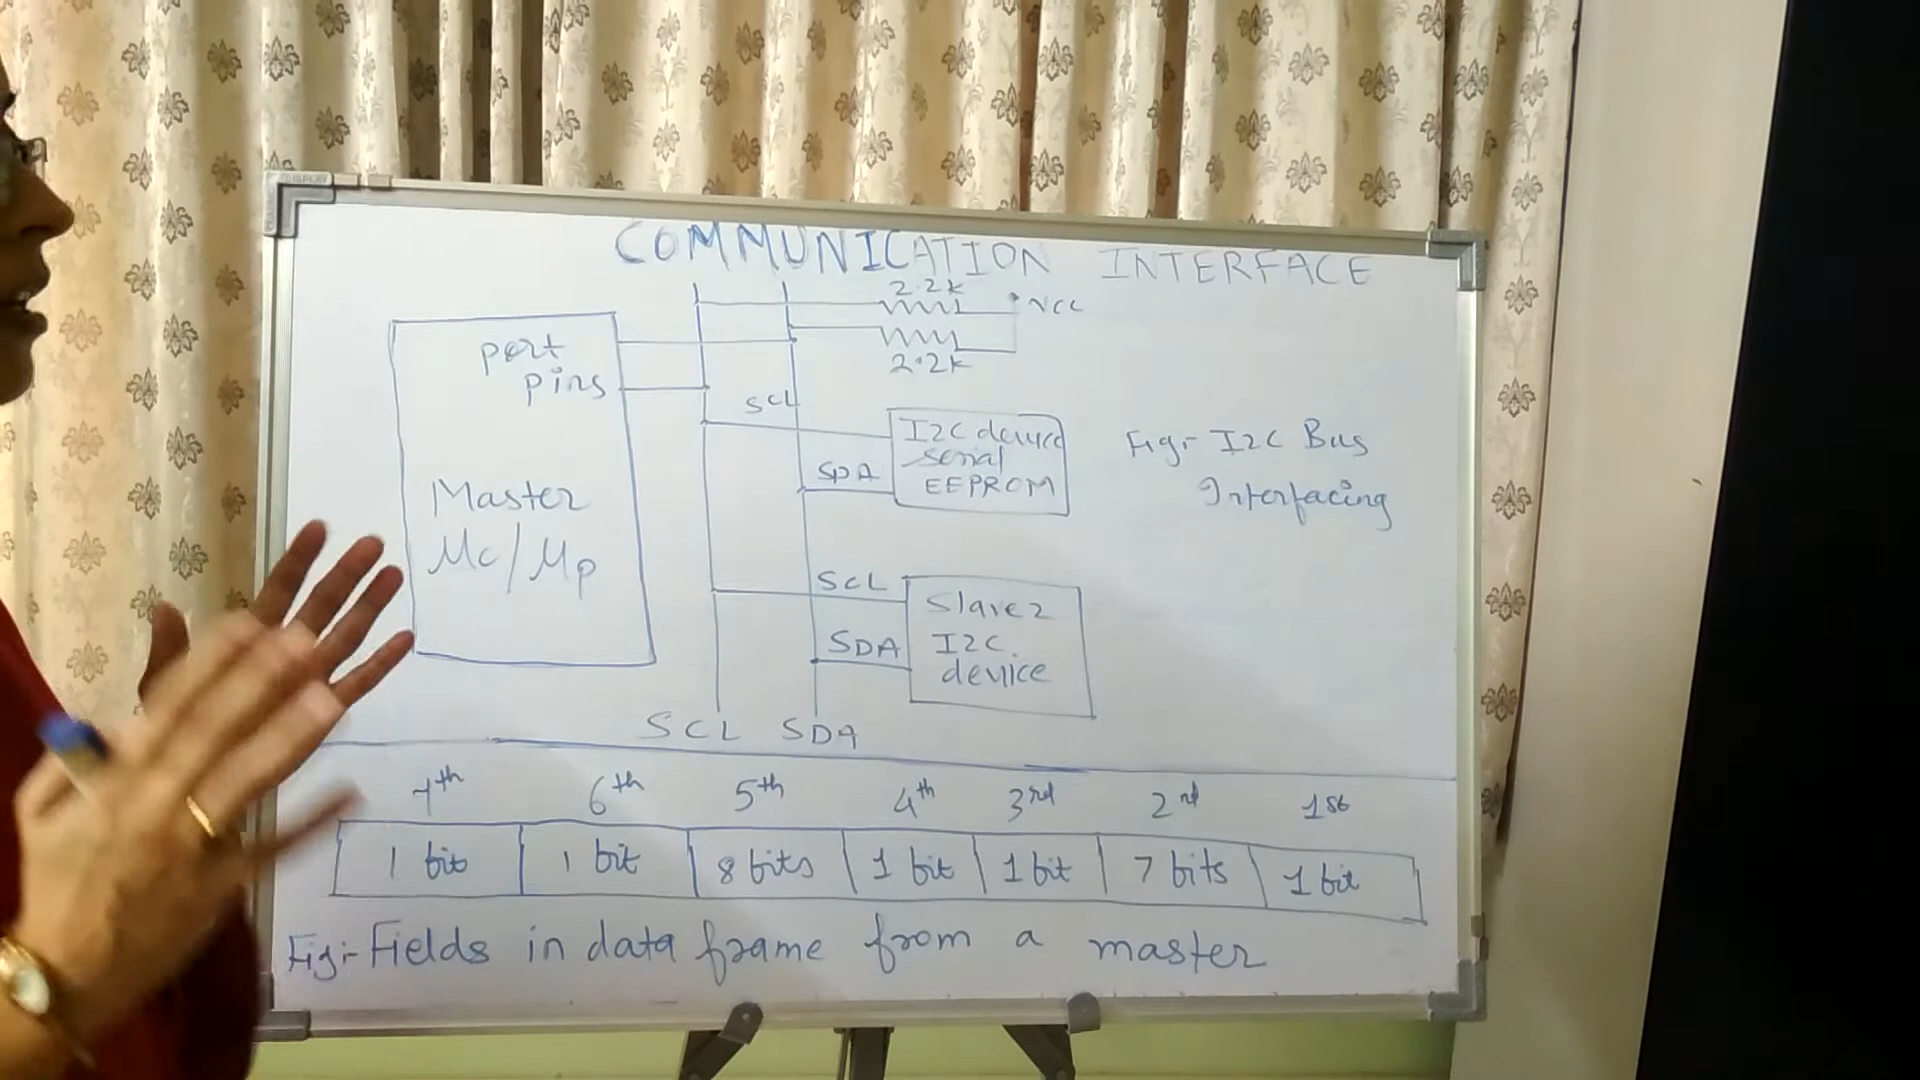 COMMUNICATION INTERFACE
2.2k
VCC
2.2k
port
pins
SCL
I2C device
serial
EEPROM
SDA
Fig:- I2C Bus
Interfacing
Master
Mc/Mp
SCL
SDA
Slave 2
I2C
device
SCL SDA
7th 6th 5th 4th 3rd 2nd 1st
1 bit 1 bit 8 bits 1 bit 1 bit 7 bits 1 bit
Fig:- Fields in data frame from a master